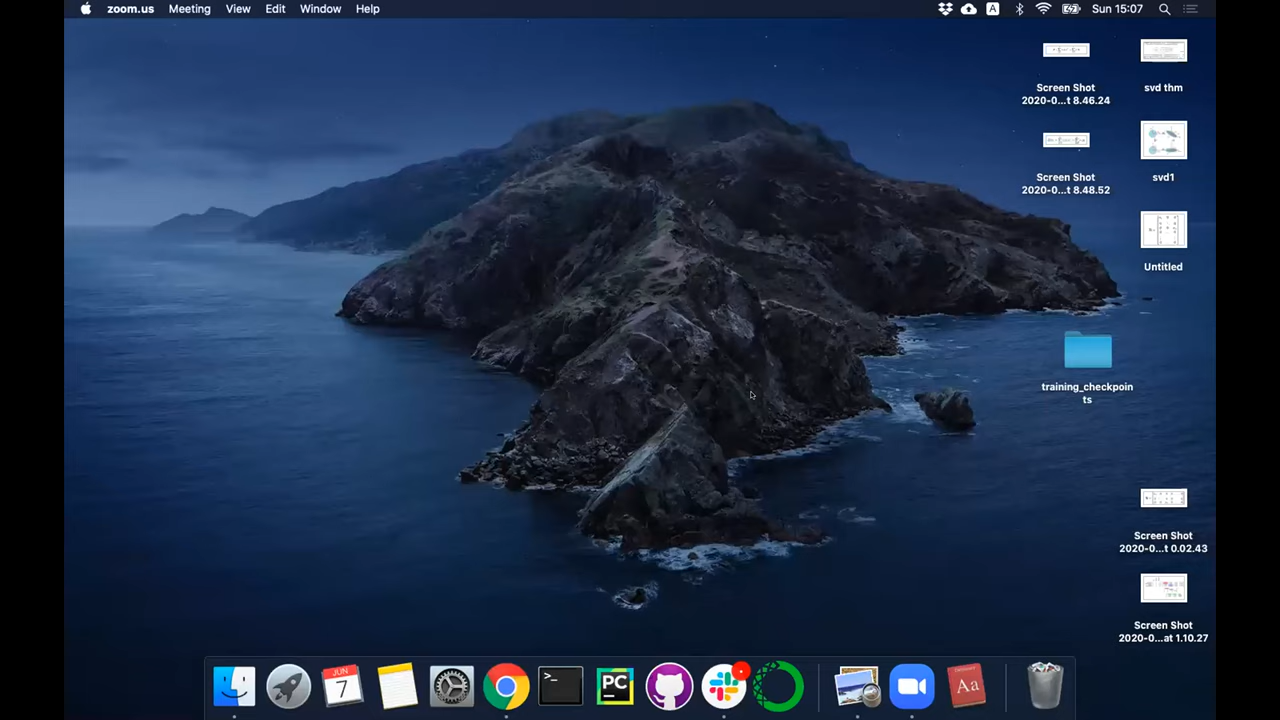 zoom.us Meeting View Edit Window Help A Sun 15:07
Screen Shot
2020-0...t 8.46.24
svd thm
Screen Shot
2020-0...t 8.48.52
svd1
Untitled
training_checkpoin
ts
Screen Shot
2020-0...t 0.02.43
Screen Shot
2020-0...at 1.10.27
JUN
7
>_
PC
Aa